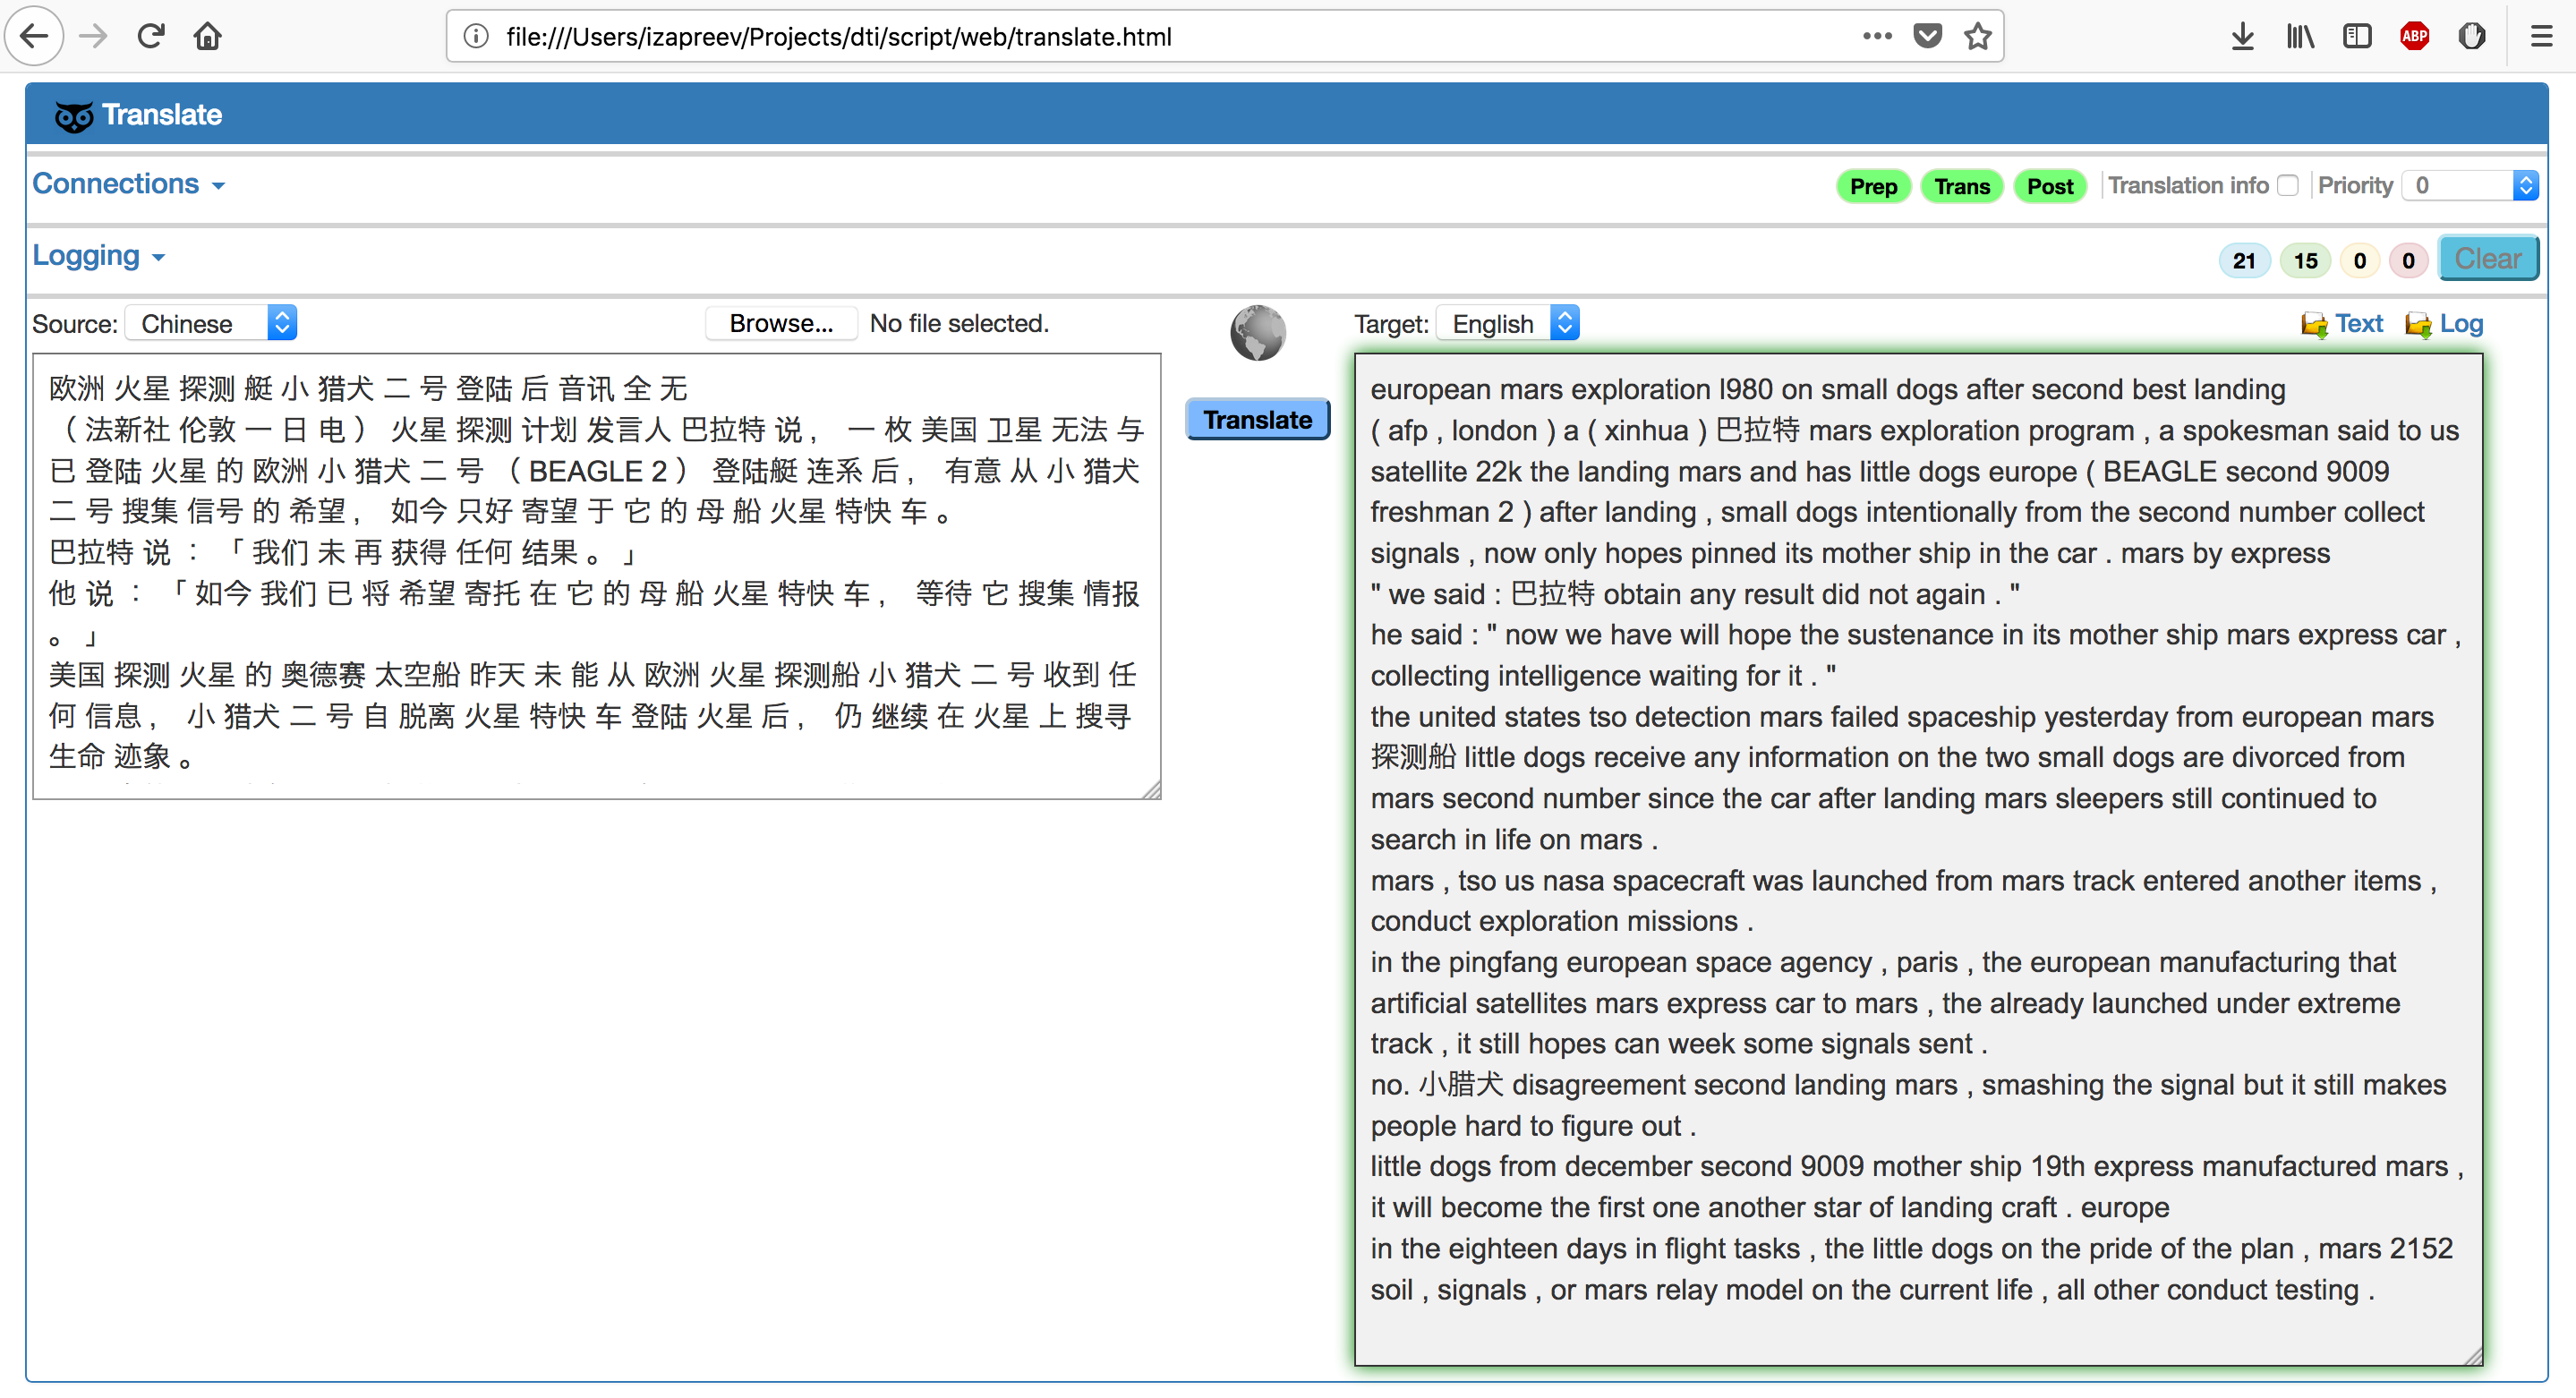 file:///Users/izapreev/Projects/dti/script/web/translate.html
ABP
Translate
Connections
Prep Trans Post Translation info Priority 0
Logging
21 15 0 0 Clear
Source: Chinese Browse... No file selected. Target: English Text Log
欧洲 火星 探测 艇 小 猎犬 二 号 登陆 后 音讯 全 无
（ 法新社 伦敦 一 日 电 ） 火星 探测 计划 发言人 巴拉特 说 , 一 枚 美国 卫星 无法 与
已 登陆 火星 的 欧洲 小 猎犬 二 号 （ BEAGLE 2 ） 登陆艇 连系 后 , 有意 从 小 猎犬
二 号 搜集 信号 的 希望 , 如今 只好 寄望 于 它 的 母 船 火星 特快 车 。
巴拉特 说 ： 「 我们 未 再 获得 任何 结果 。 」
他 说 ： 「 如今 我们 已 将 希望 寄托 在 它 的 母 船 火星 特快 车 , 等待 它 搜集 情报
。 」
美国 探测 火星 的 奥德赛 太空船 昨天 未 能 从 欧洲 火星 探测船 小 猎犬 二 号 收到 任
何 信息 , 小 猎犬 二 号 自 脱离 火星 特快 车 登陆 火星 后 , 仍 继续 在 火星 上 搜寻
生命 迹象 。
Translate
european mars exploration l980 on small dogs after second best landing
( afp , london ) a ( xinhua ) 巴拉特 mars exploration program , a spokesman said to us
satellite 22k the landing mars and has little dogs europe ( BEAGLE second 9009
freshman 2 ) after landing , small dogs intentionally from the second number collect
signals , now only hopes pinned its mother ship in the car . mars by express
" we said : 巴拉特 obtain any result did not again . "
he said : " now we have will hope the sustenance in its mother ship mars express car ,
collecting intelligence waiting for it . "
the united states tso detection mars failed spaceship yesterday from european mars
探测船 little dogs receive any information on the two small dogs are divorced from
mars second number since the car after landing mars sleepers still continued to
search in life on mars .
mars , tso us nasa spacecraft was launched from mars track entered another items ,
conduct exploration missions .
in the pingfang european space agency , paris , the european manufacturing that
artificial satellites mars express car to mars , the already launched under extreme
track , it still hopes can week some signals sent .
no. 小腊犬 disagreement second landing mars , smashing the signal but it still makes
people hard to figure out .
little dogs from december second 9009 mother ship 19th express manufactured mars ,
it will become the first one another star of landing craft . europe
in the eighteen days in flight tasks , the little dogs on the pride of the plan , mars 2152
soil , signals , or mars relay model on the current life , all other conduct testing .